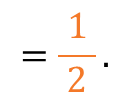 = 1/2 .